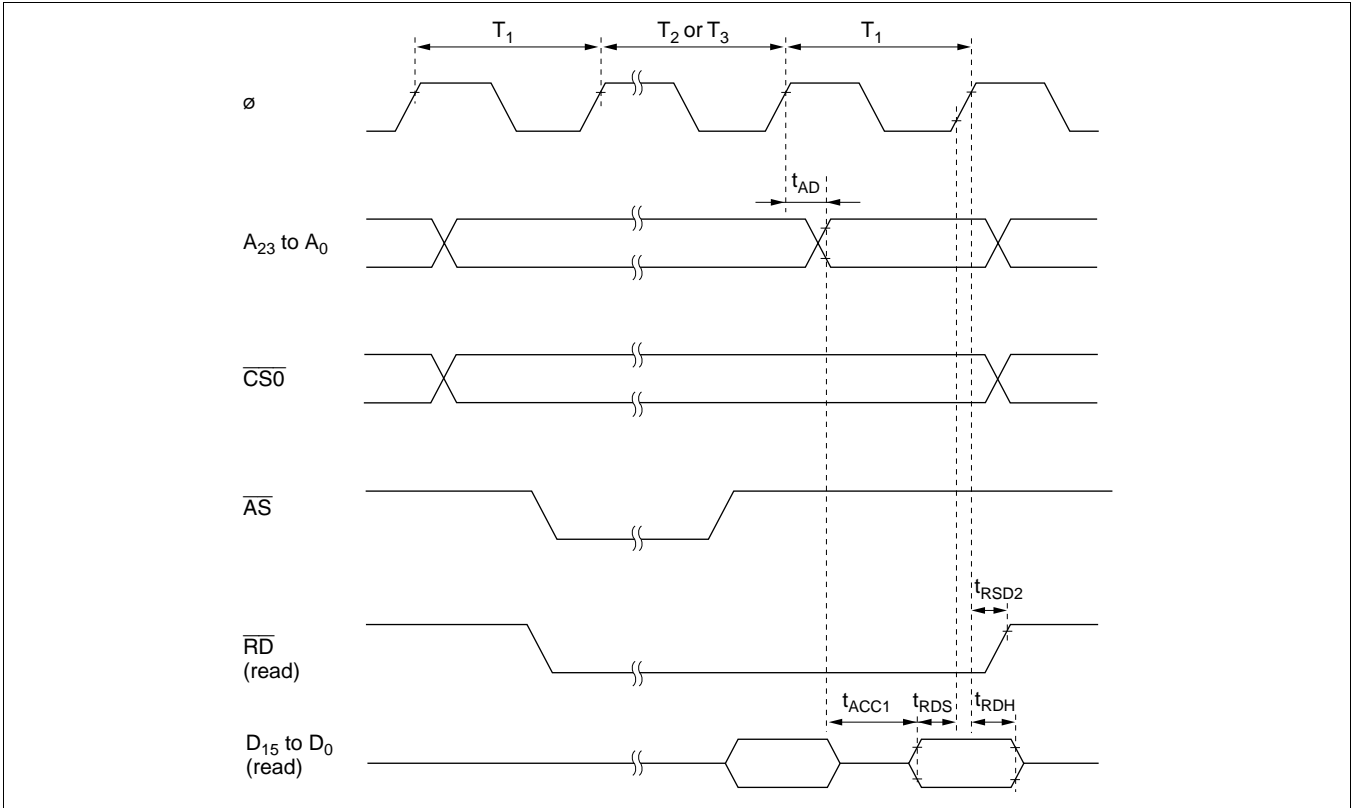 T1 T2 or T3 T1
ø
tAD
A23 to A0
CS0
AS
tRSD2
RD
(read)
tACC1 tRDS tRDH
D15 to D0
(read)